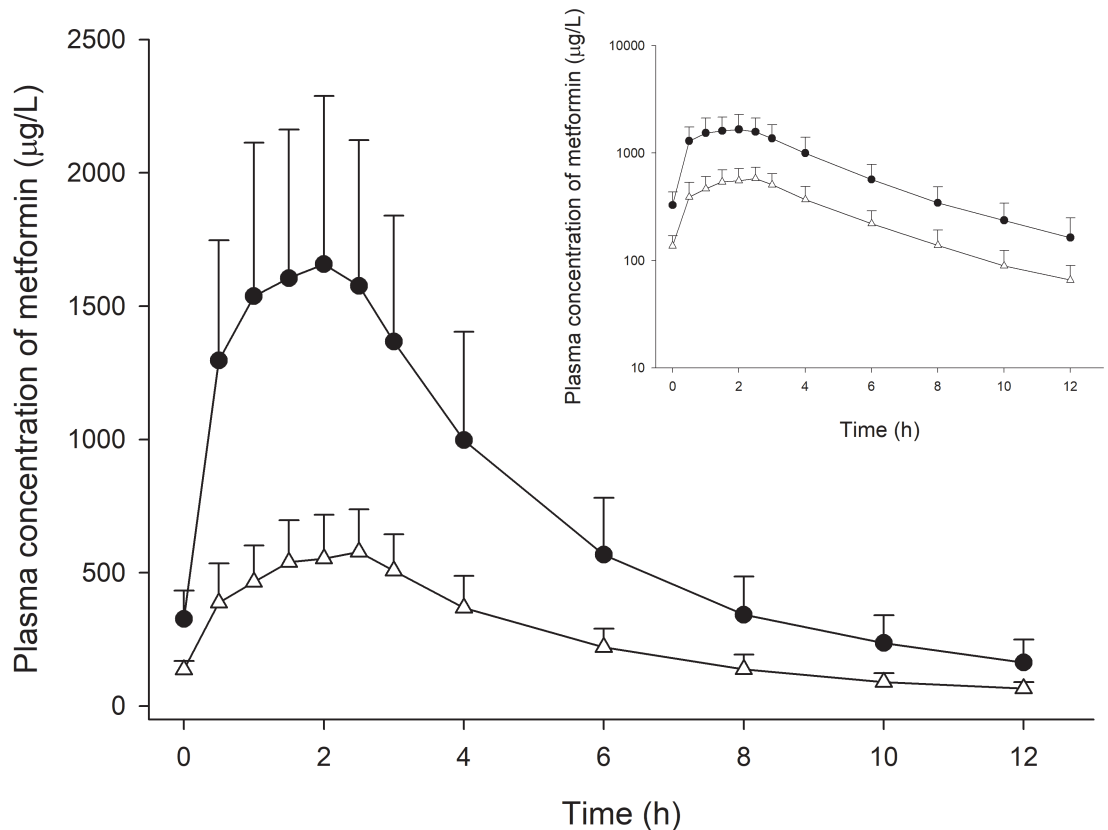 Plasma concentration of metformin (μg/L)
2500
2000
1500
1000
500
0
0 2 4 6 8 10 12
Time (h)
Plasma concentration of metformin (μg/L)
10000
1000
100
10
0 2 4 6 8 10 12
Time (h)